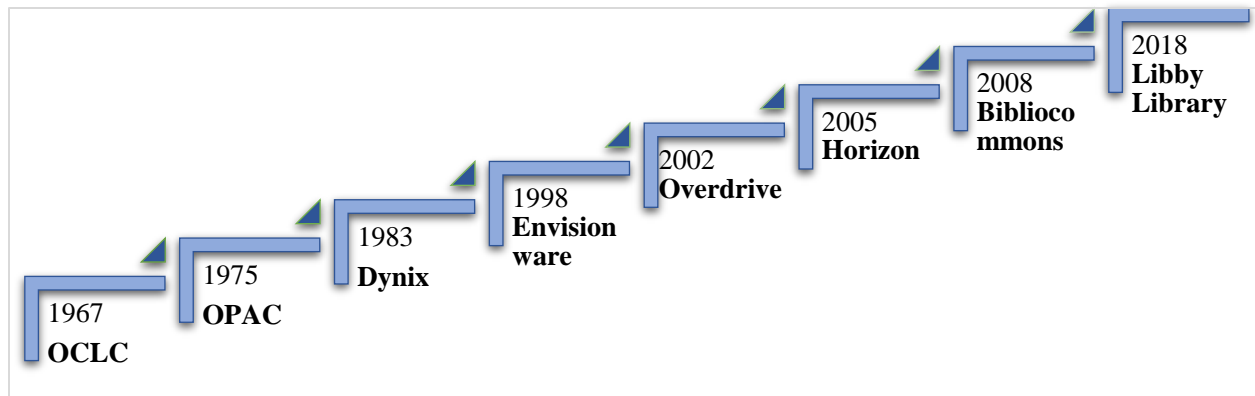 1967
OCLC
1975
OPAC
1983
Dynix
1998
Envision
ware
2002
Overdrive
2005
Horizon
2008
Biblioco
mmons
2018
Libby
Library